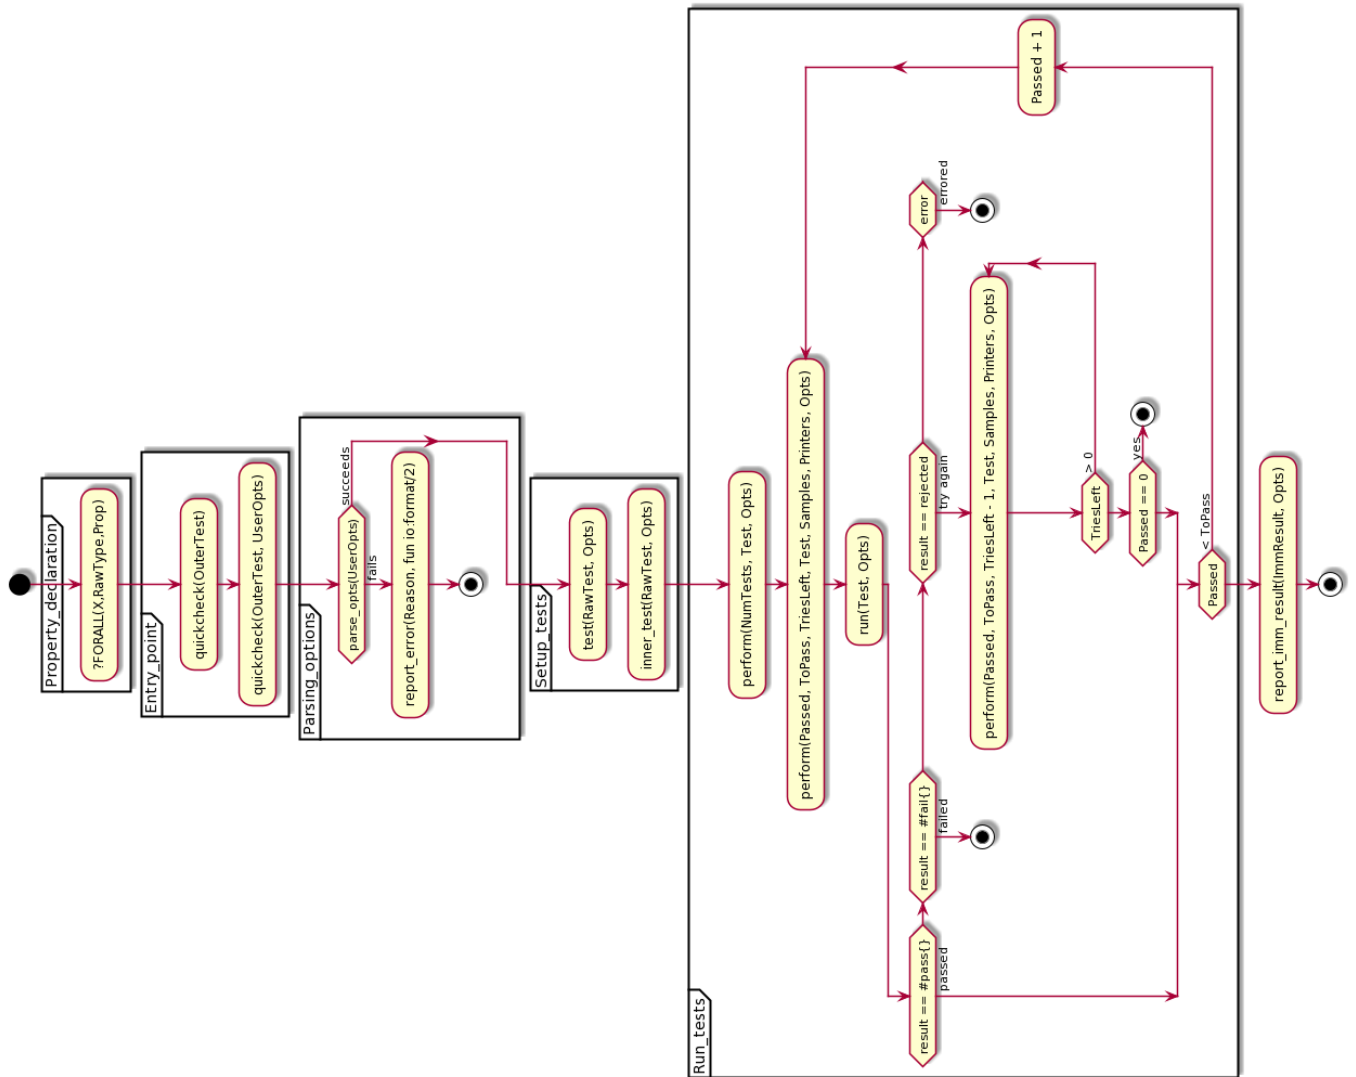 Property_declaration
?FORALL(X,RawType,Prop)
Entry_point
quickcheck(OuterTest)
quickcheck(OuterTest, UserOpts)
Parsing_options
parse_opts(UserOpts)
succeeds
fails
report_error(Reason, fun io:format/2)
Setup_tests
test(RawTest, Opts)
inner_test(RawTest, Opts)
Run_tests
perform(NumTests, Test, Opts)
perform(Passed, ToPass, TriesLeft, Test, Samples, Printers, Opts)
run(Test, Opts)
result == #pass{}
passed
result == #fail{}
failed
result == rejected
try again
error
errored
perform(Passed, ToPass, TriesLeft - 1, Test, Samples, Printers, Opts)
TriesLeft
> 0
Passed == 0
yes
Passed
< ToPass
Passed + 1
report_imm_result(ImmResult, Opts)